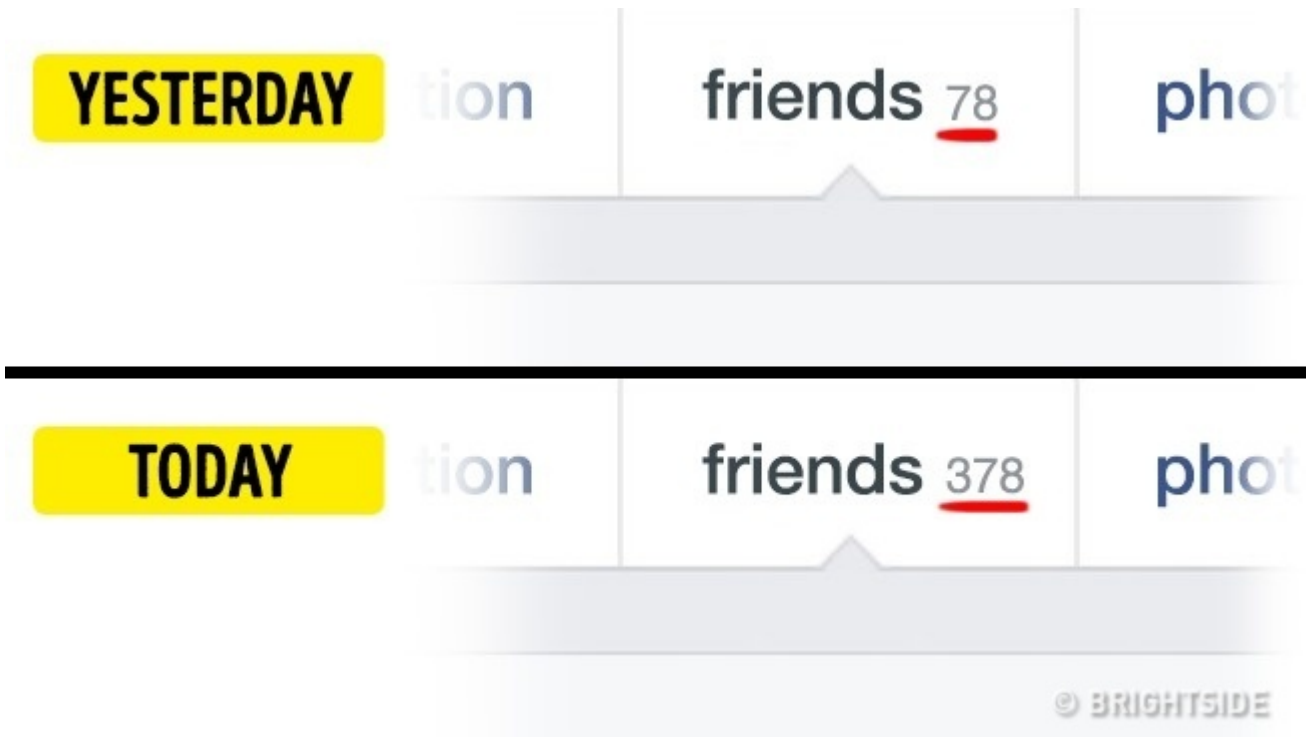 YESTERDAY
tion friends 78 phot
TODAY
tion friends 378 phot
© BRIGHTSIDE